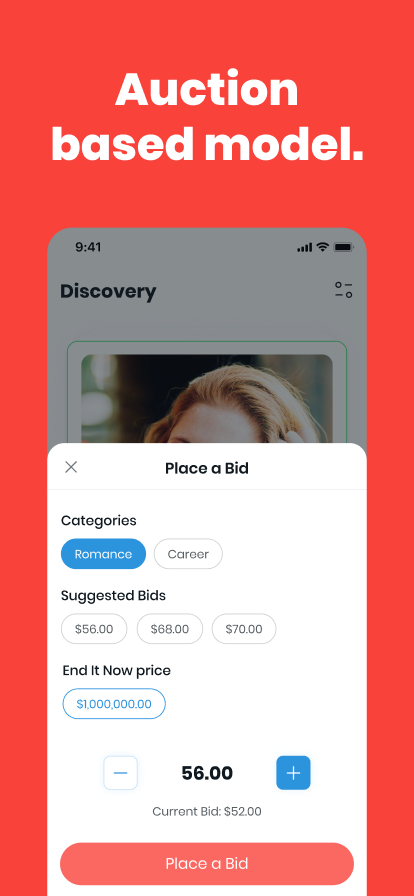 Auction
based model.
9:41
Discovery
Place a Bid
Categories
Romance Career
Suggested Bids
$56.00 $68.00 $70.00
End It Now price
$1,000,000.00
56.00
Current Bid: $52.00
Place a Bid